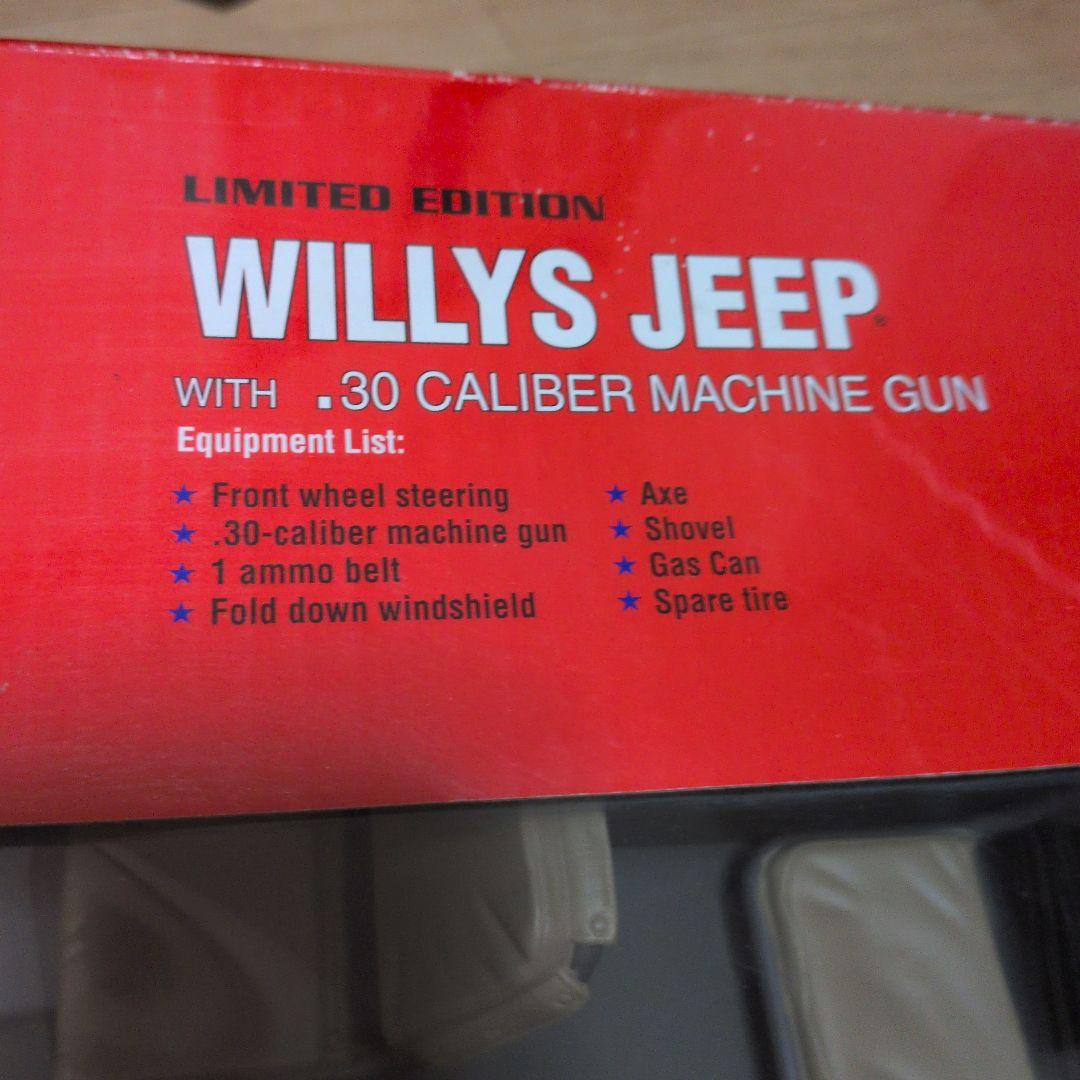 LIMITED EDITION
WILLYS JEEP®
WITH .30 CALIBER MACHINE GUN
Equipment List:
★ Front wheel steering
★ .30-caliber machine gun
★ 1 ammo belt
★ Fold down windshield
★ Axe
★ Shovel
★ Gas Can
★ Spare tire